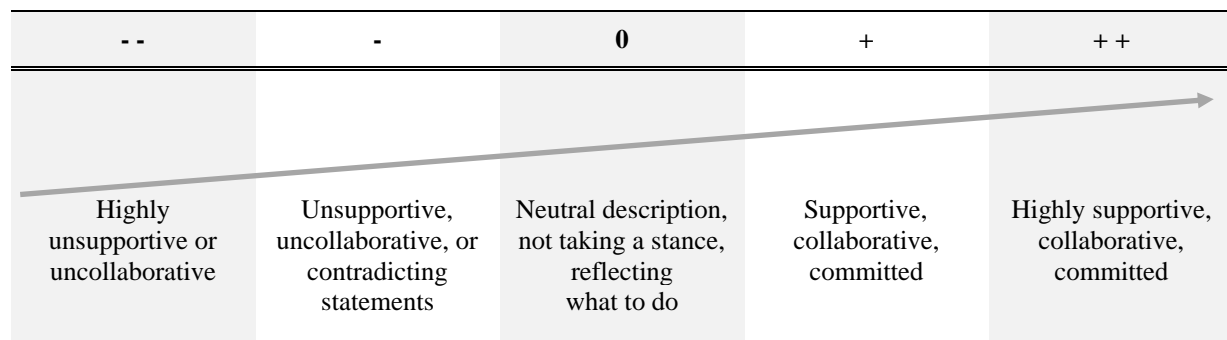 - - - 0 + + +
Highly
unsupportive or
uncollaborative
Unsupportive,
uncollaborative, or
contradicting
statements
Neutral description,
not taking a stance,
reflecting
what to do
Supportive,
collaborative,
committed
Highly supportive,
collaborative,
committed